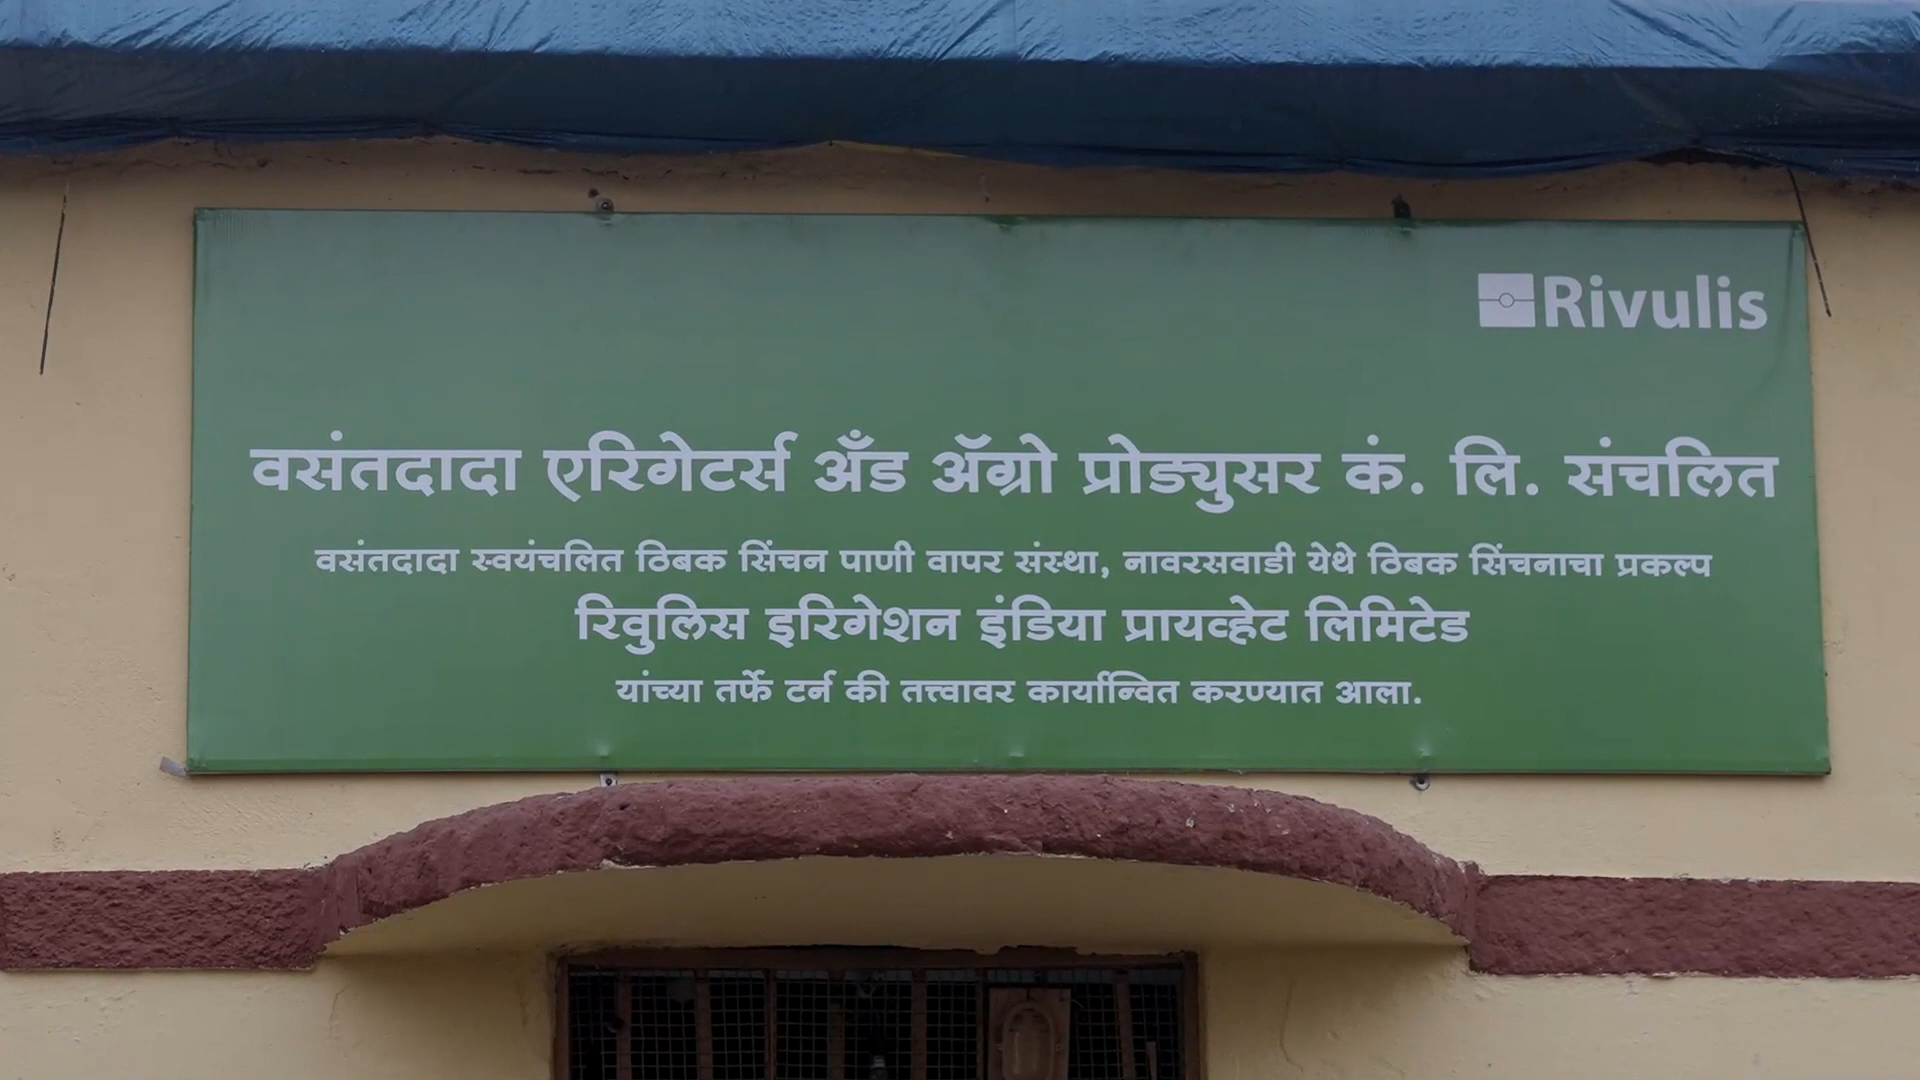 Rivulis
वसंतदादा एरिगेटर्स अँड ॲग्रो प्रोड्युसर कं. लि. संचलित
वसंतदादा स्वयंचलित ठिबक सिंचन पाणी वापर संस्था, नावरसवाडी येथे ठिबक सिंचनाचा प्रकल्प
रिवुलिस इरिगेशन इंडिया प्रायव्हेट लिमिटेड
यांच्या तर्फे टर्न की तत्त्वावर कार्यान्वित करण्यात आला.